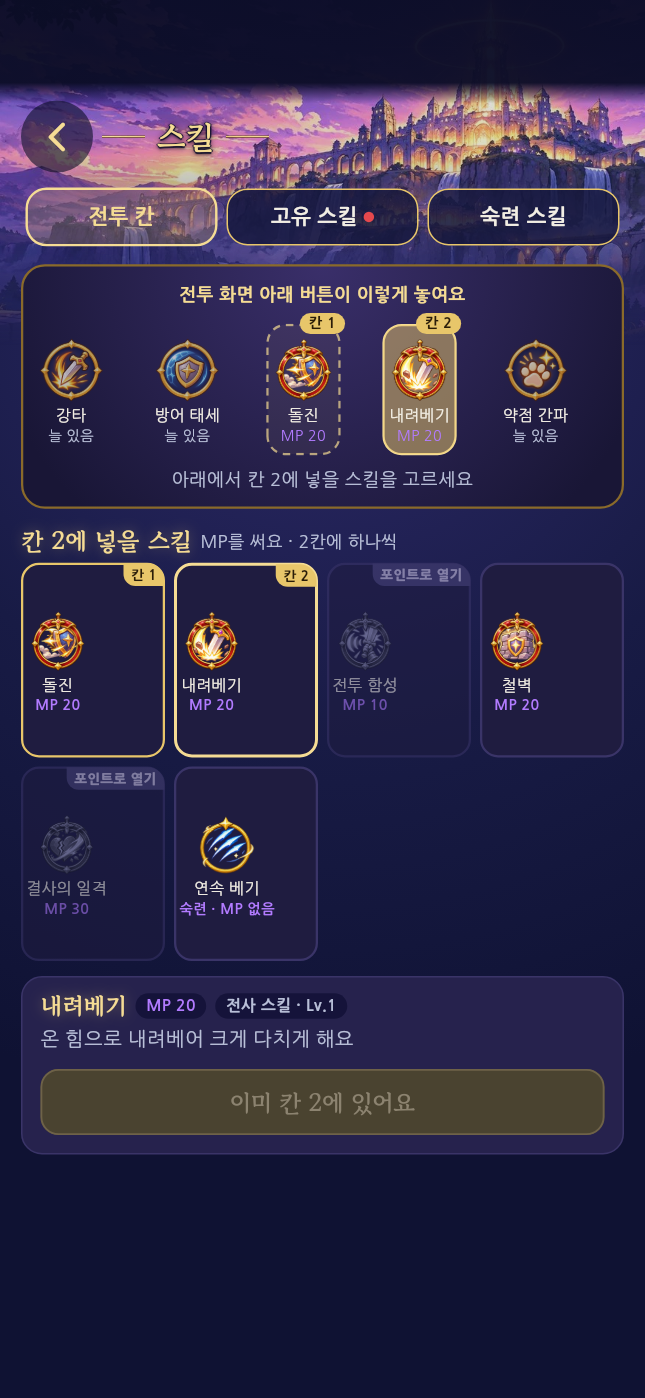 스킬
전투 칸
고유 스킬
숙련 스킬
전투 화면 아래 버튼이 이렇게 놓여요
칸 1
칸 2
강타
방어 태세
돌진
내려베기
약점 간파
늘 있음
늘 있음
MP 20
MP 20
늘 있음
아래에서 칸 2에 넣을 스킬을 고르세요
칸 2에 넣을 스킬 MP를 써요 · 2칸에 하나씩
칸 1
칸 2
포인트로 열기
돌진
내려베기
전투 함성
철벽
MP 20
MP 20
MP 10
MP 20
포인트로 열기
결사의 일격
연속 베기
MP 30
숙련 · MP 없음
내려베기 MP 20 전사 스킬 · Lv.1
온 힘으로 내려베어 크게 다치게 해요
이미 칸 2에 있어요